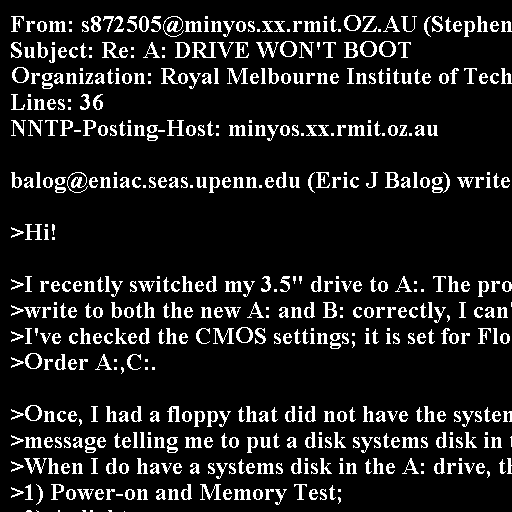 From: s872505@minyos.xx.rmit.OZ.AU (Stephen
Subject: Re: A: DRIVE WON'T BOOT
Organization: Royal Melbourne Institute of Tech
Lines: 36
NNTP-Posting-Host: minyos.xx.rmit.oz.au
balog@eniac.seas.upenn.edu (Eric J Balog) write
>Hi!
>I recently switched my 3.5" drive to A:. The pro
>write to both the new A: and B: correctly, I can'
>I've checked the CMOS settings; it is set for Flo
>Order A:,C:.
>Once, I had a floppy that did not have the system
>message telling me to put a disk systems disk in
>When I do have a systems disk in the A: drive, th
>1) Power-on and Memory Test;